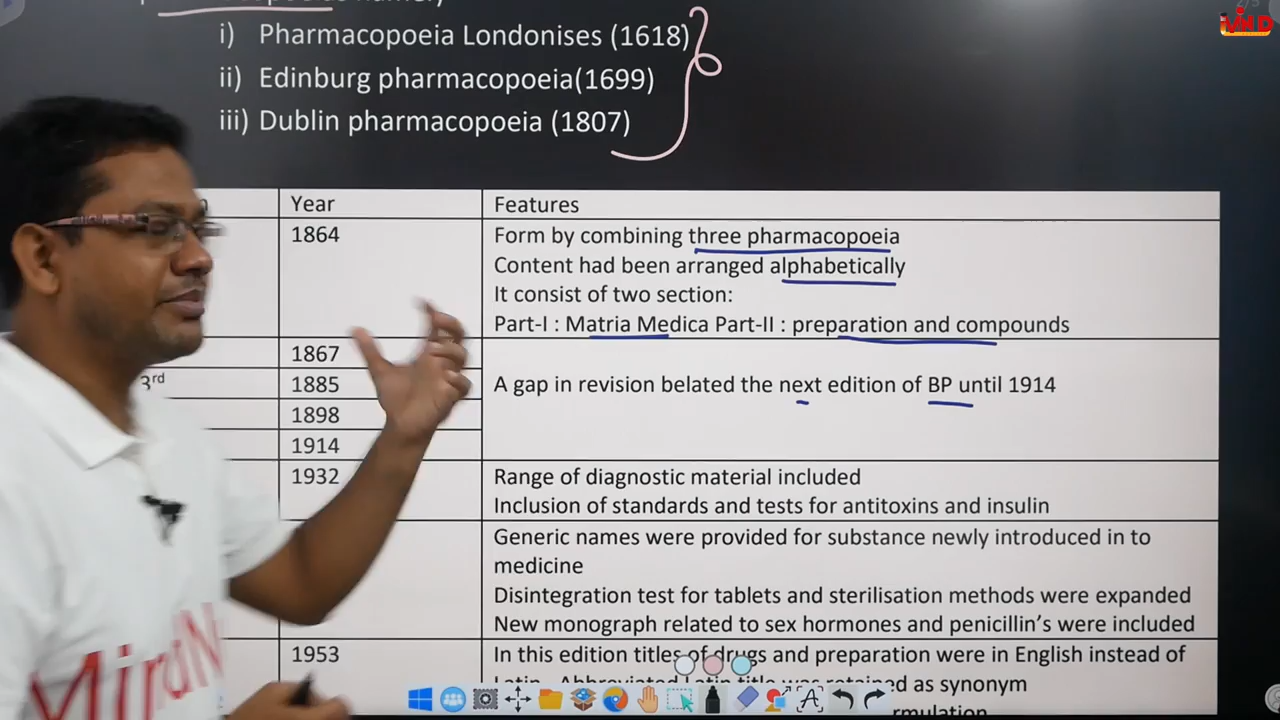 2/5
i) Pharmacopoeia Londonises (1618)
ii) Edinburg pharmacopoeia(1699)
iii) Dublin pharmacopoeia (1807)
Year Features
1864 Form by combining three pharmacopoeia
Content had been arranged alphabetically
It consist of two section:
Part-I : Matria Medica Part-II : preparation and compounds
1867
3rd 1885 A gap in revision belated the next edition of BP until 1914
1898
1914
1932 Range of diagnostic material included
Inclusion of standards and tests for antitoxins and insulin
Generic names were provided for substance newly introduced in to
medicine
Disintegration test for tablets and sterilisation methods were expanded
New monograph related to sex hormones and penicillin's were included
1953 In this edition titles of drugs and preparation were in English instead of
as synonym